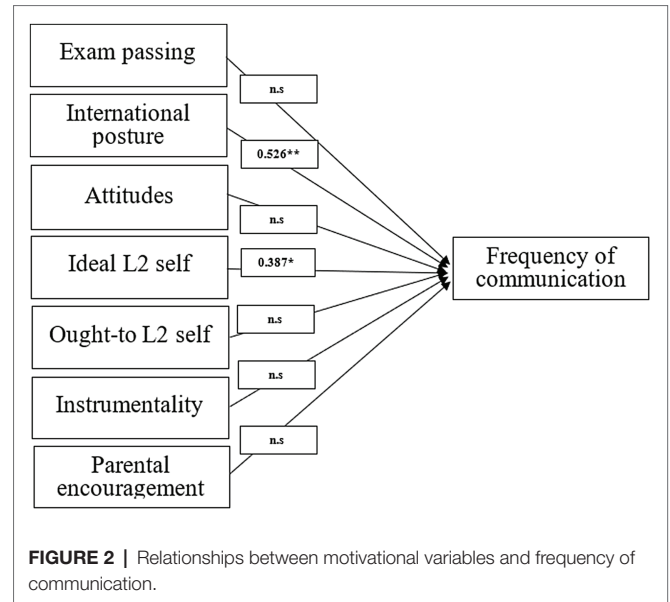 Exam passing
n.s
International
posture
0.526**
Attitudes
n.s
Ideal L2 self
0.387*
Frequency of
communication
Ought-to L2 self
n.s
Instrumentality
n.s
Parental
encouragement
n.s
FIGURE 2 | Relationships between motivational variables and frequency of
communication.